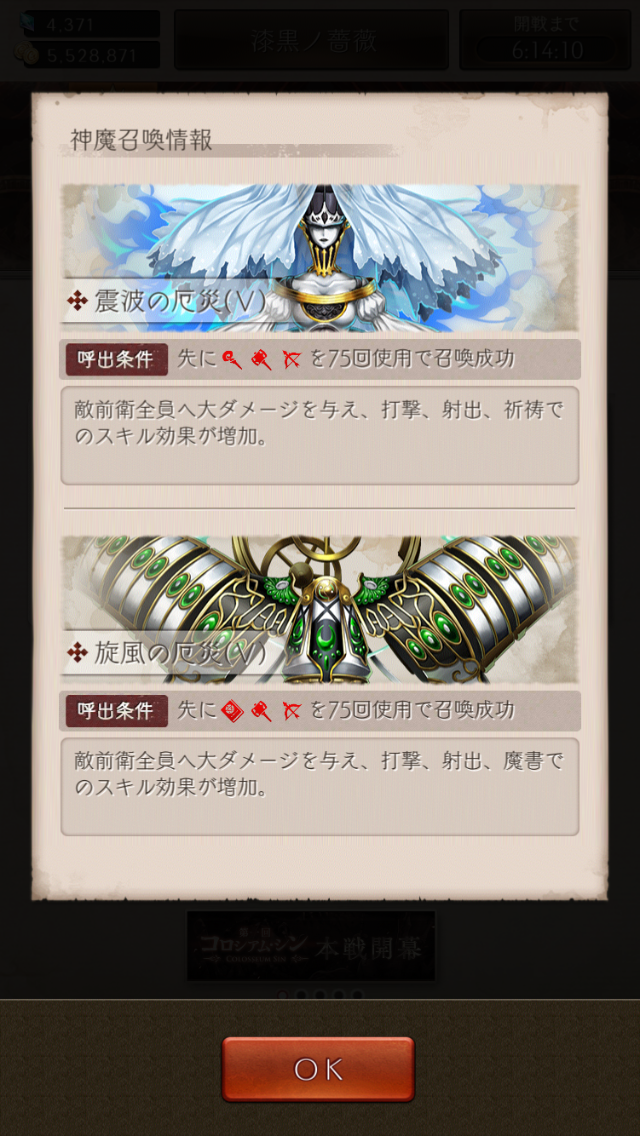 4,371
5,528,871
漆黒ノ薔薇
開戦まで
6:14:10
神魔召喚情報
震波の厄災(Ⅴ)
呼出条件 先に を75回使用で召喚成功
敵前衛全員へ大ダメージを与え、打撃、射出、祈祷で
のスキル効果が増加。
旋風の厄災(Ⅴ)
呼出条件 先に を75回使用で召喚成功
敵前衛全員へ大ダメージを与え、打撃、射出、魔書で
のスキル効果が増加。
コロシアム・シン
COLOSSEUM SIN
本戦開幕
OK